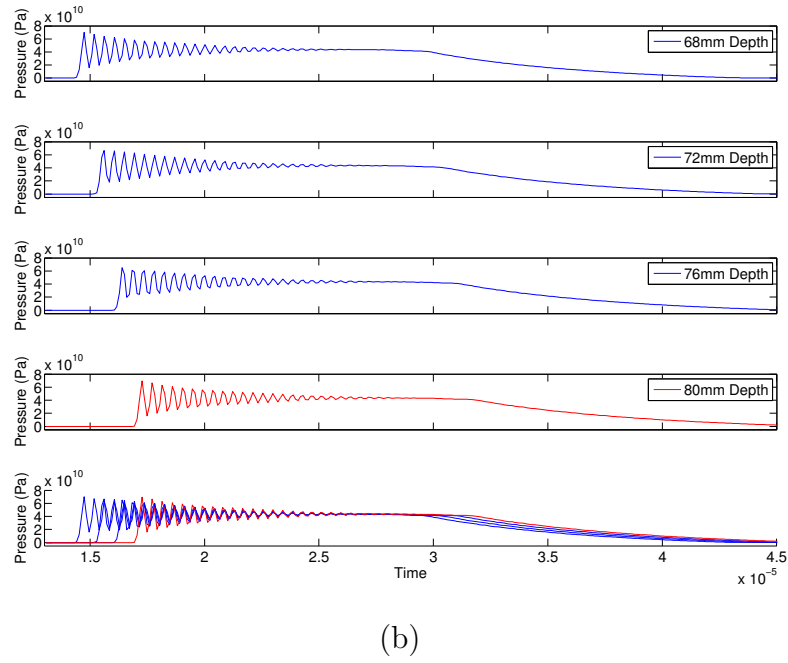 x 10^10
Pressure (Pa)
8
6
4
2
0
68mm Depth
x 10^10
Pressure (Pa)
8
6
4
2
0
72mm Depth
x 10^10
Pressure (Pa)
8
6
4
2
0
76mm Depth
x 10^10
Pressure (Pa)
8
6
4
2
0
80mm Depth
x 10^10
Pressure (Pa)
8
6
4
2
0
1.5 2 2.5 3 3.5 4 4.5
Time
x 10^−5
(b)